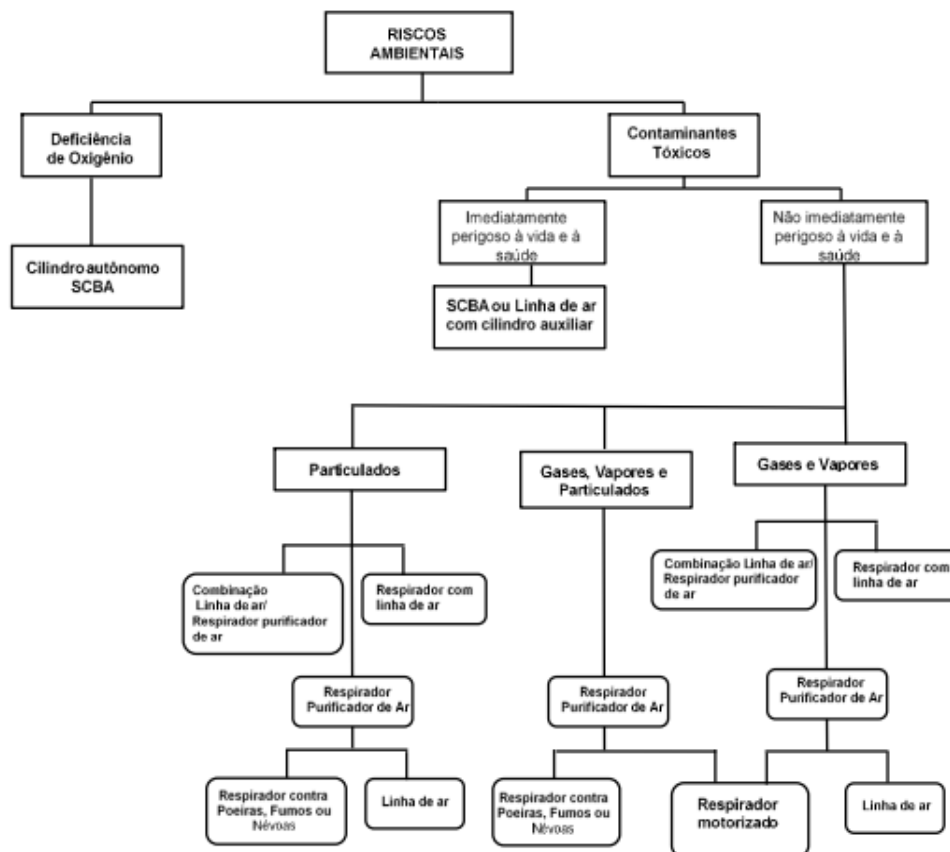 RISCOS
AMBIENTAIS
Deficiência
de Oxigênio
Contaminantes
Tóxicos
Imediatamente
perigoso à vida e à
saúde
Não imediatamente
perigoso à vida e à
saúde
Cilindro autônomo
SCBA
SCBA ou Linha de ar
com cilindro auxiliar
Particulados
Gases, Vapores e
Particulados
Gases e Vapores
Combinação
Linha de ar/
Respirador purificador
de ar
Respirador com
linha de ar
Combinação Linha de ar/
Respirador purificador
de ar
Respirador com
linha de ar
Respirador
Purificador de Ar
Respirador
Purificador de Ar
Respirador
Purificador de Ar
Respirador contra
Poeiras, Fumos ou
Névoas
Linha de ar
Respirador contra
Poeiras, Fumos ou
Névoas
Respirador
motorizado
Linha de ar